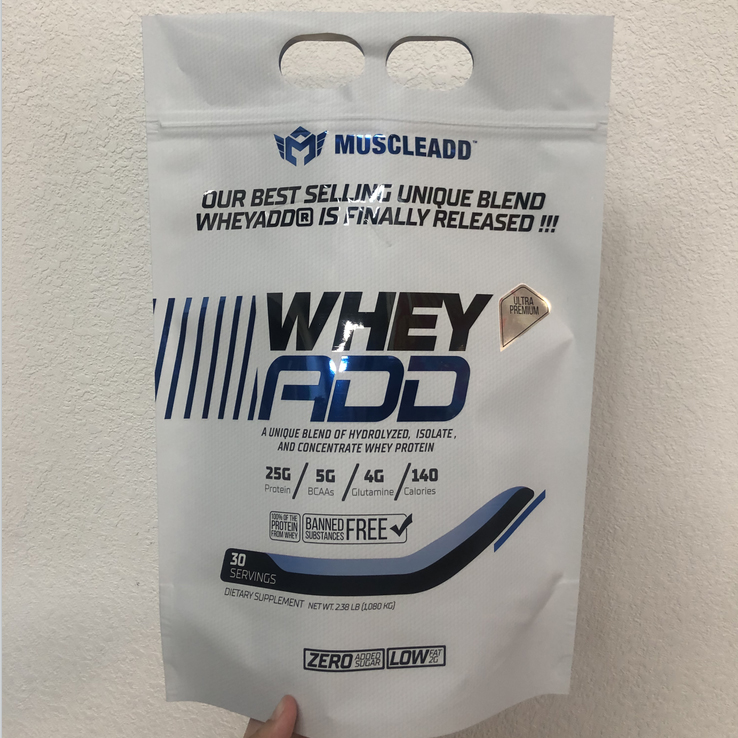 MUSCLEADD™
OUR BEST SELLING UNIQUE BLEND
WHEYADD® IS FINALLY RELEASED !!!
WHEY
ADD
ULTRA
PREMIUM
A UNIQUE BLEND OF HYDROLYZED, ISOLATE,
AND CONCENTRATE WHEY PROTEIN
25G / 5G / 4G / 140
Protein BCAAs Glutamine Calories
100% OF THE
PROTEIN
FROM WHEY
BANNED
SUBSTANCES
FREE
30
SERVINGS
DIETARY SUPPLEMENT NET WT. 2.38 LB (1,080 KG)
ZERO ADDED
SUGAR
LOW FAT
2G